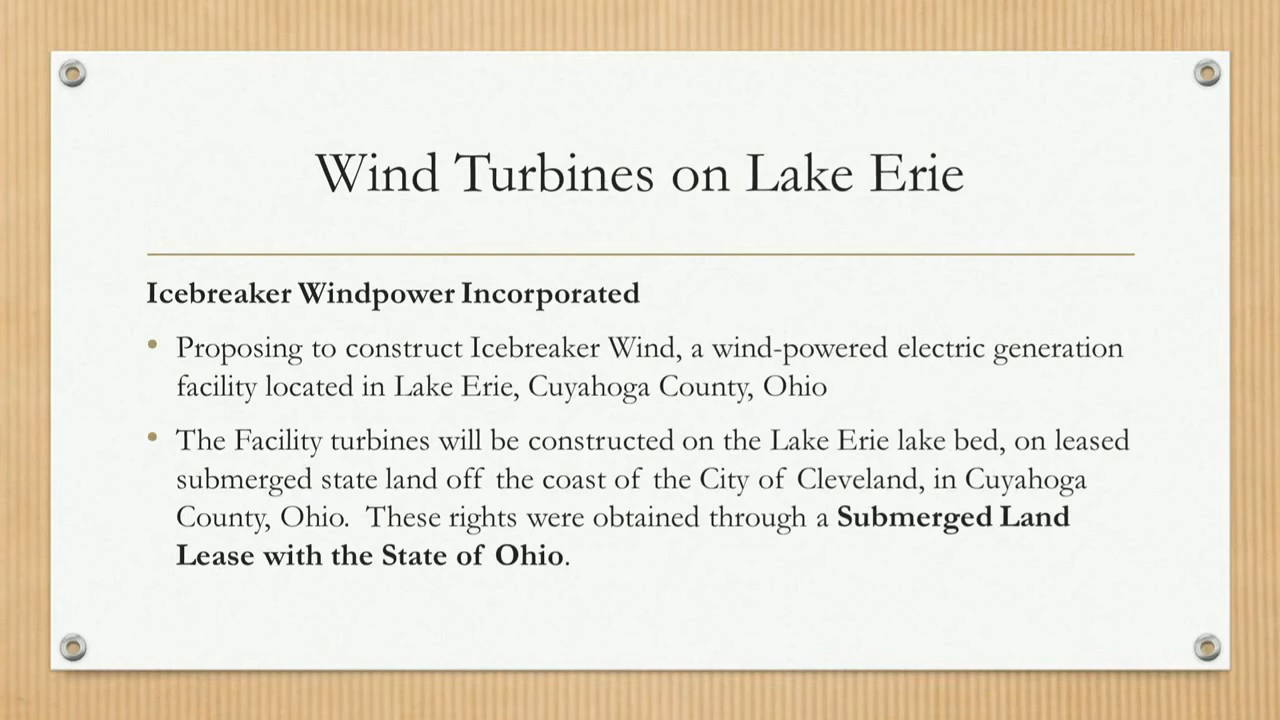 Wind Turbines on Lake Erie
Icebreaker Windpower Incorporated
• Proposing to construct Icebreaker Wind, a wind-powered electric generation
facility located in Lake Erie, Cuyahoga County, Ohio
• The Facility turbines will be constructed on the Lake Erie lake bed, on leased
submerged state land off the coast of the City of Cleveland, in Cuyahoga
County, Ohio.  These rights were obtained through a Submerged Land
Lease with the State of Ohio.